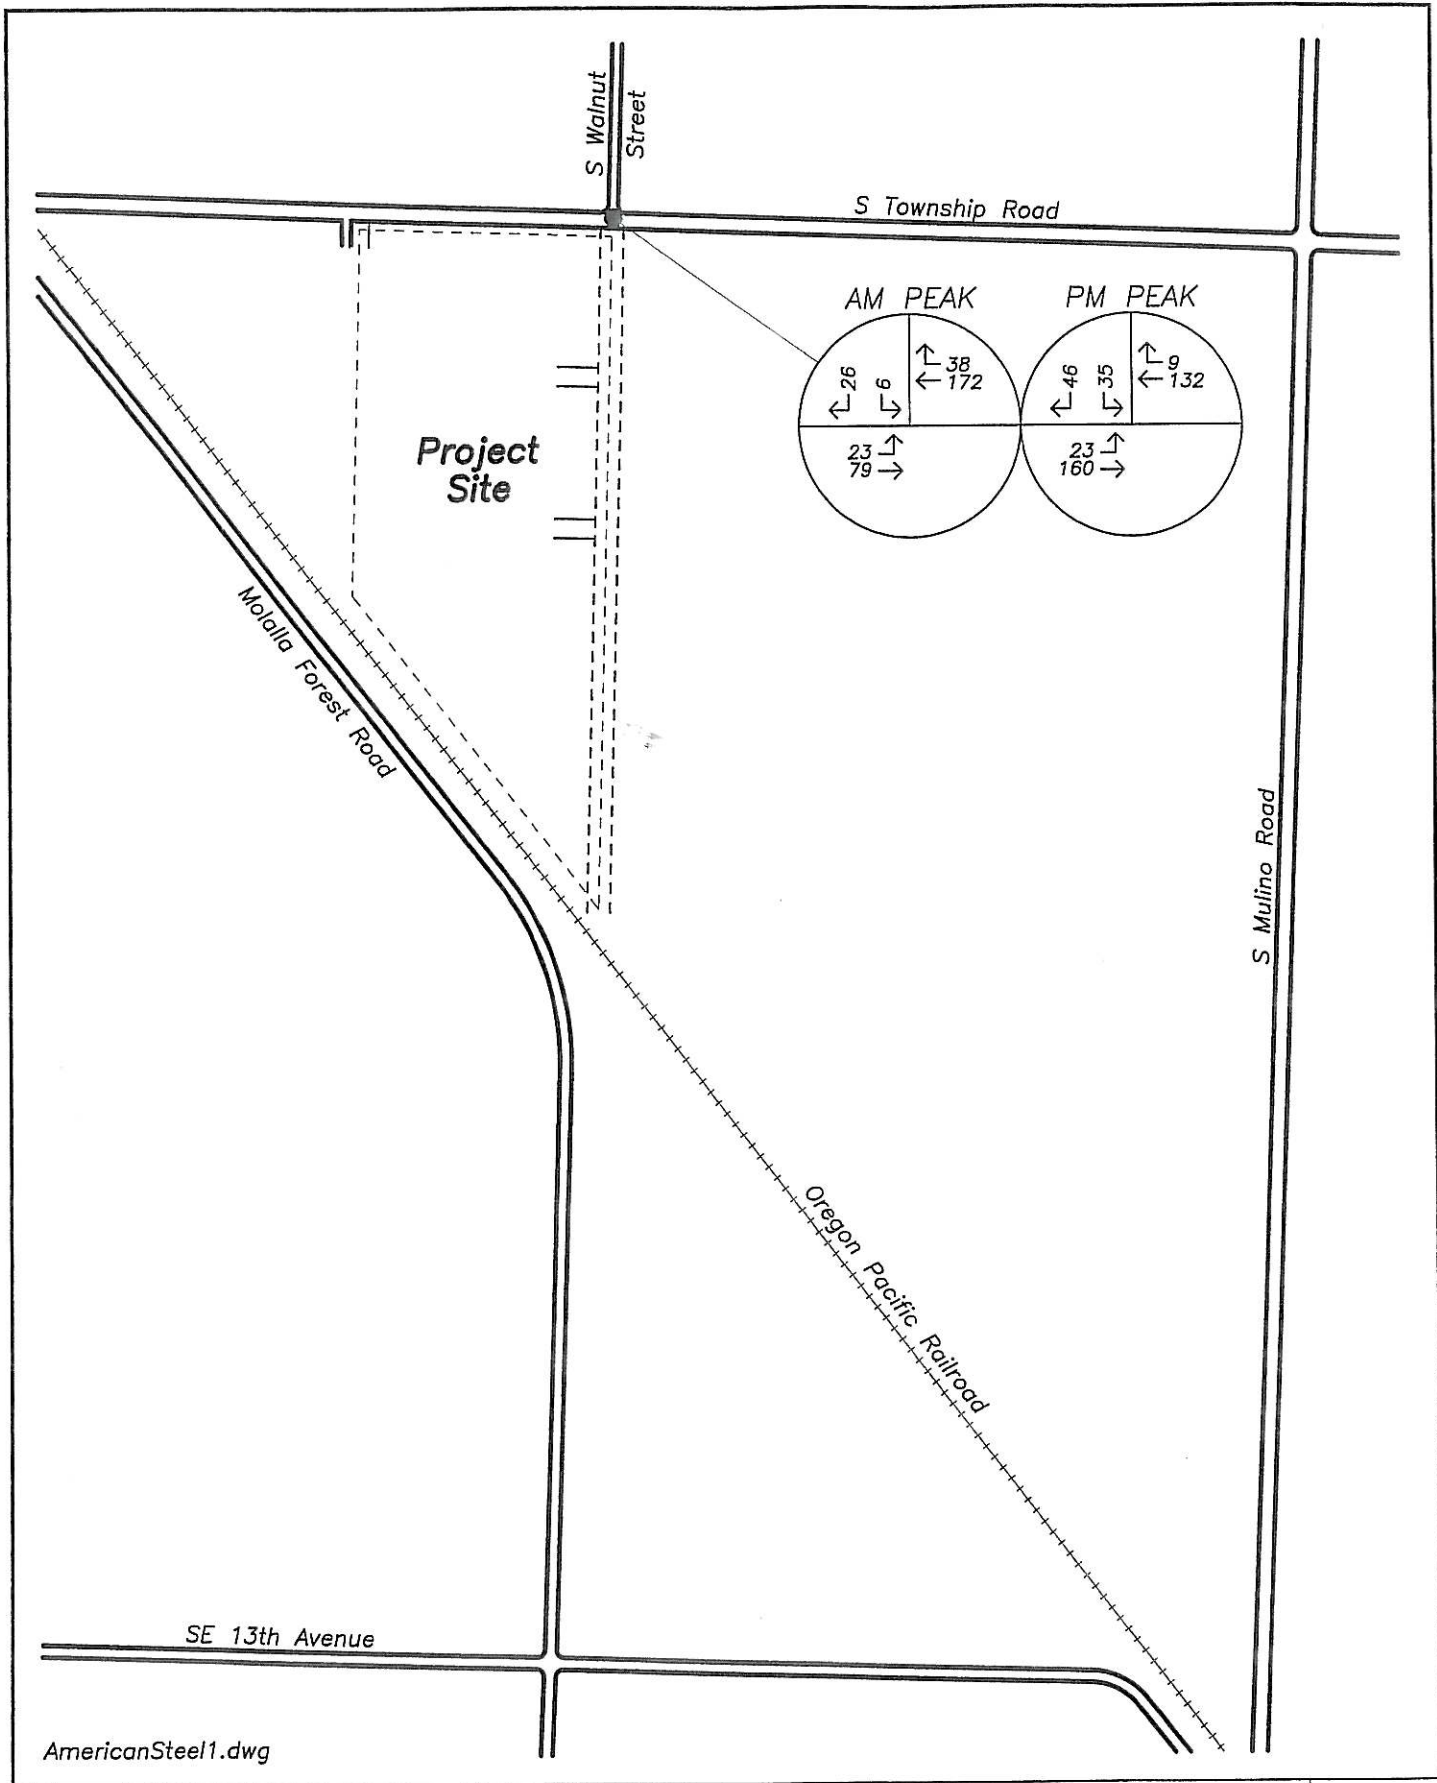 S Walnut
Street
S Township Road
AM PEAK
PM PEAK
26
6
38
172
23
79
46
35
9
132
23
160
Project
Site
Molalla Forest Road
S Mulino Road
Oregon Pacific Railroad
SE 13th Avenue
AmericanSteel1.dwg